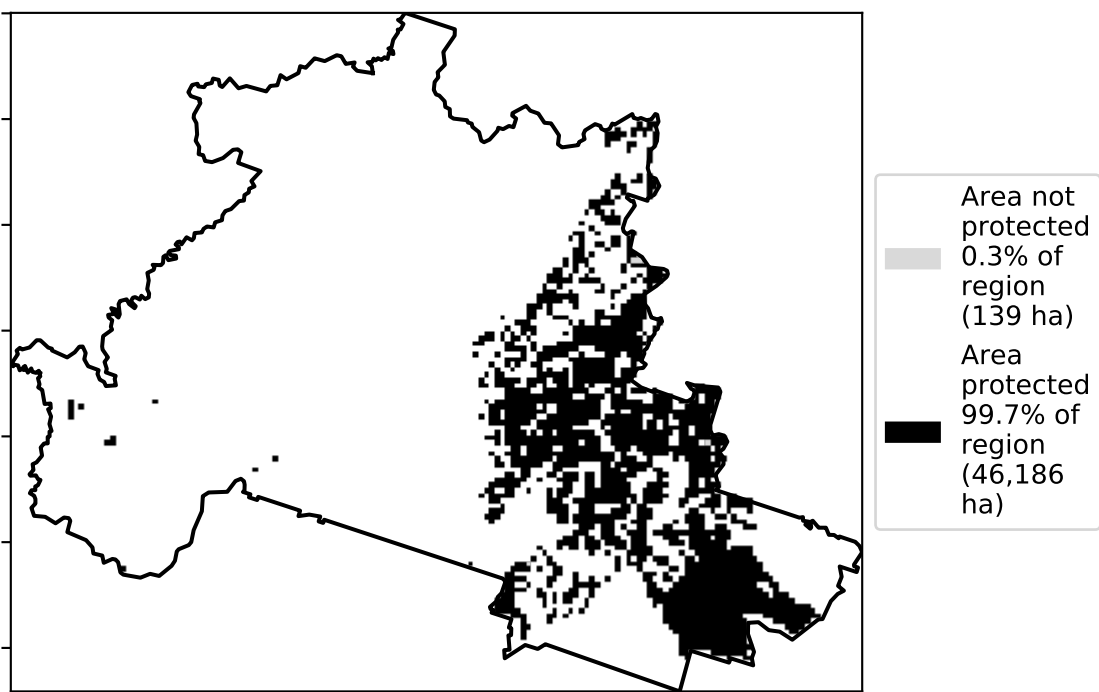 Area not
protected
0.3% of
region
(139 ha)
Area
protected
99.7% of
region
(46,186
ha)